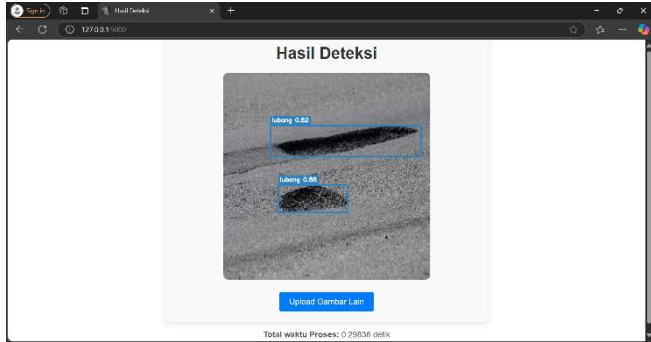 Sign in
Hasil Deteksi
127.0.0.1:5000
Hasil Deteksi
lubang 0.82
lubang 0.88
Upload Gambar Lain
Total waktu Proses: 0.29836 detik